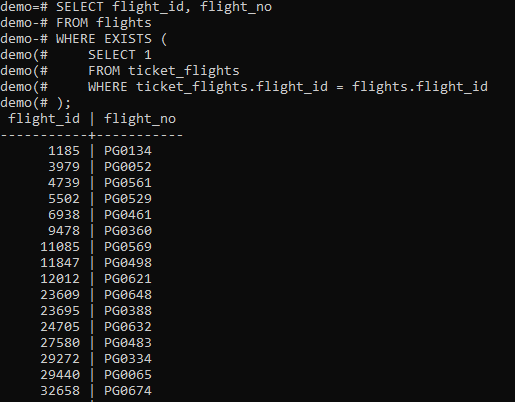 demo=# SELECT flight_id, flight_no
demo-# FROM flights
demo-# WHERE EXISTS (
demo(#     SELECT 1
demo(#     FROM ticket_flights
demo(#     WHERE ticket_flights.flight_id = flights.flight_id
demo(# );
 flight_id | flight_no
-----------+-----------
      1185 | PG0134
      3979 | PG0052
      4739 | PG0561
      5502 | PG0529
      6938 | PG0461
      9478 | PG0360
     11085 | PG0569
     11847 | PG0498
     12012 | PG0621
     23609 | PG0648
     23695 | PG0388
     24705 | PG0632
     27580 | PG0483
     29272 | PG0334
     29440 | PG0065
     32658 | PG0674